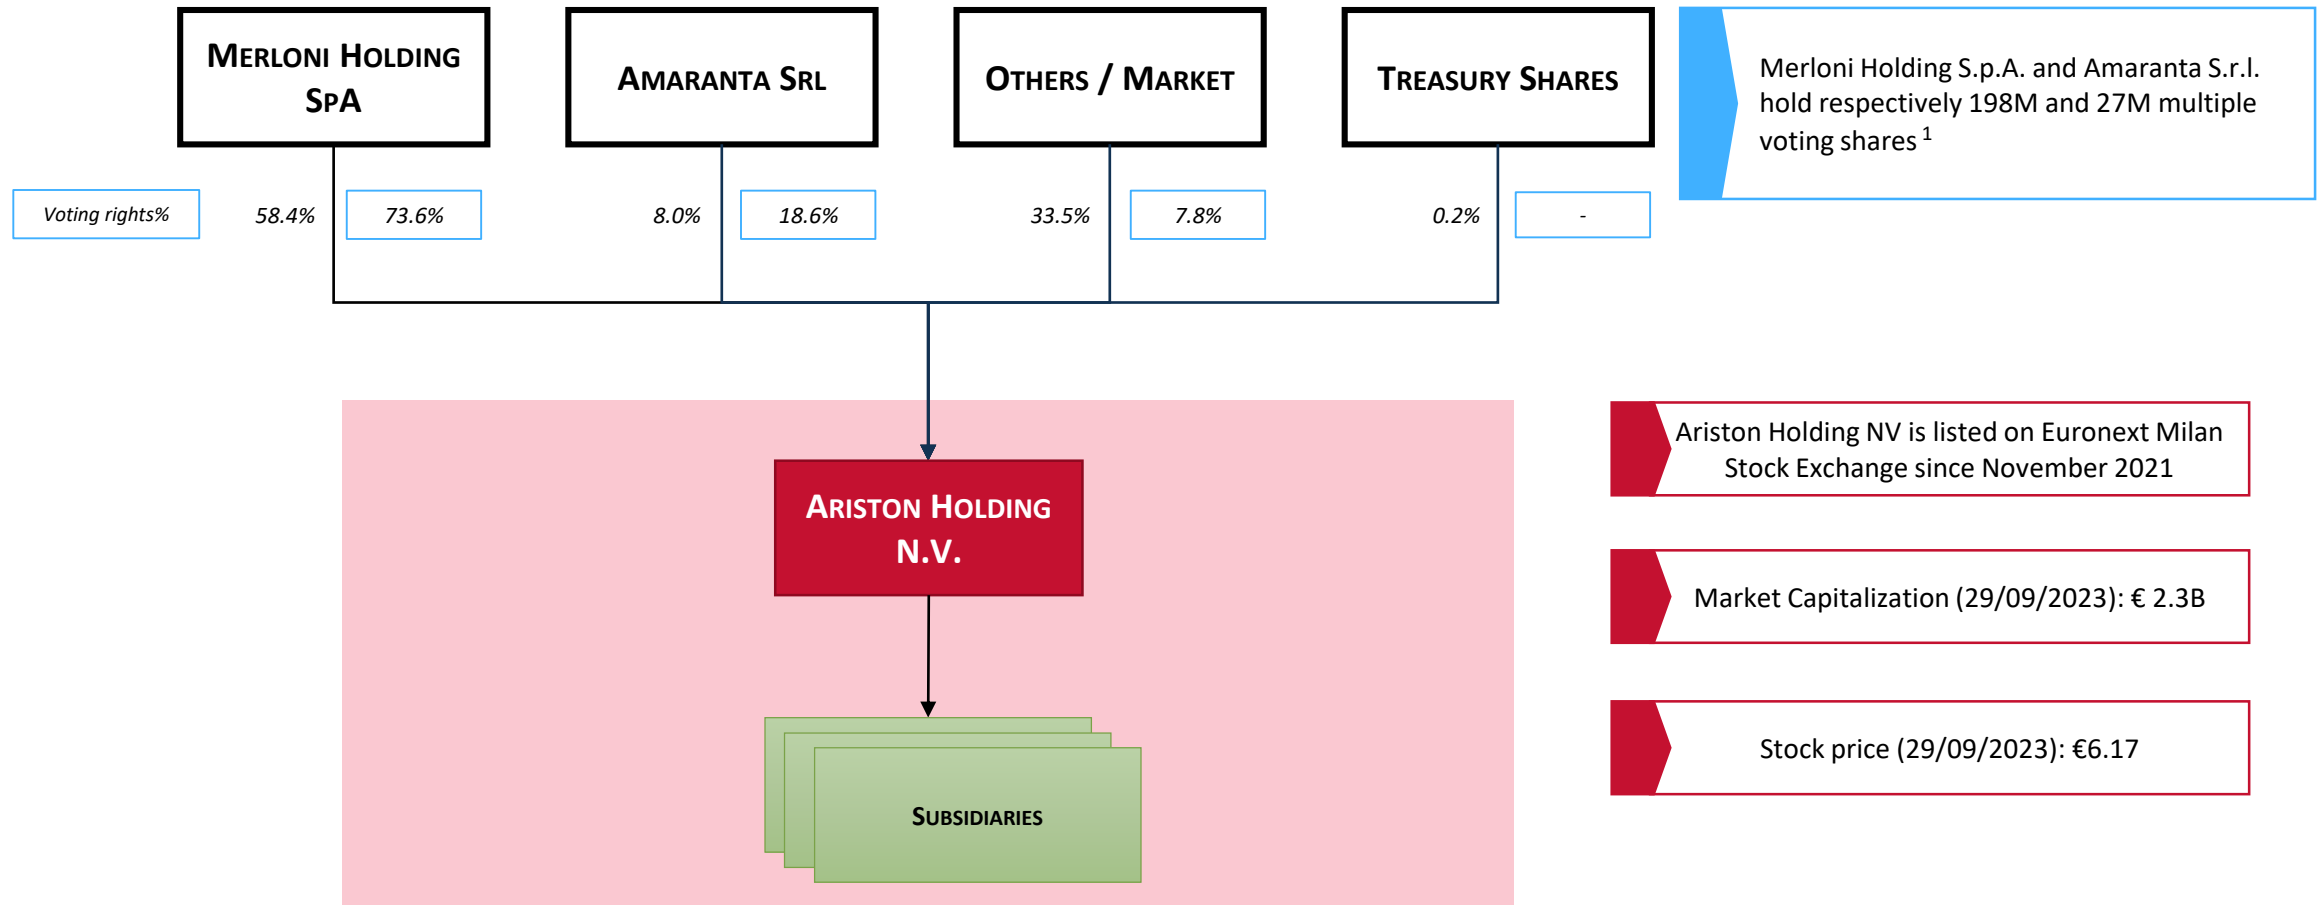 MERLONI HOLDING
SPA
AMARANTA SRL
OTHERS / MARKET
TREASURY SHARES
Merloni Holding S.p.A. and Amaranta S.r.l.
hold respectively 198M and 27M multiple
voting shares 1
Voting rights% 58.4% 73.6% 8.0% 18.6% 33.5% 7.8% 0.2% -
ARISTON HOLDING
N.V.
Ariston Holding NV is listed on Euronext Milan
Stock Exchange since November 2021
Market Capitalization (29/09/2023): € 2.3B
Stock price (29/09/2023): €6.17
SUBSIDIARIES